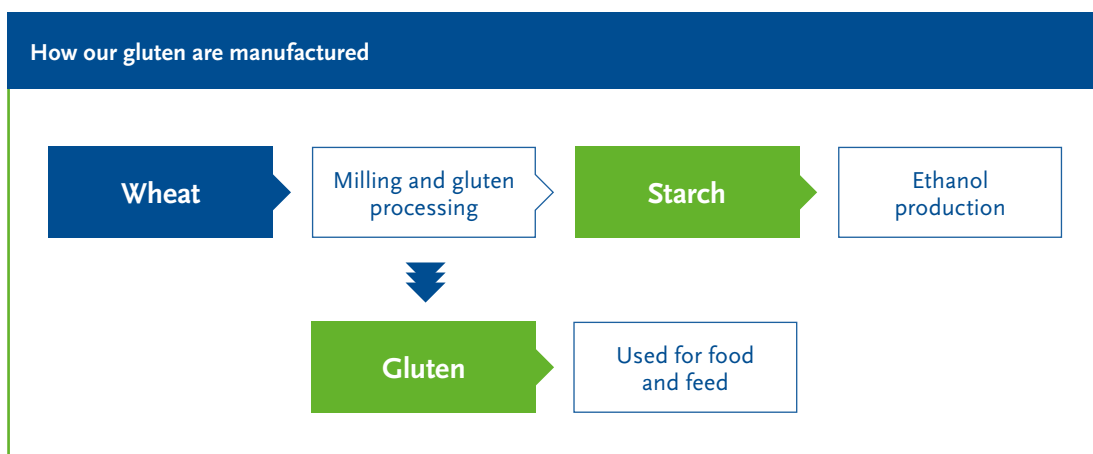 How our gluten are manufactured
Wheat
Milling and gluten
processing
Starch
Ethanol
production
Gluten
Used for food
and feed